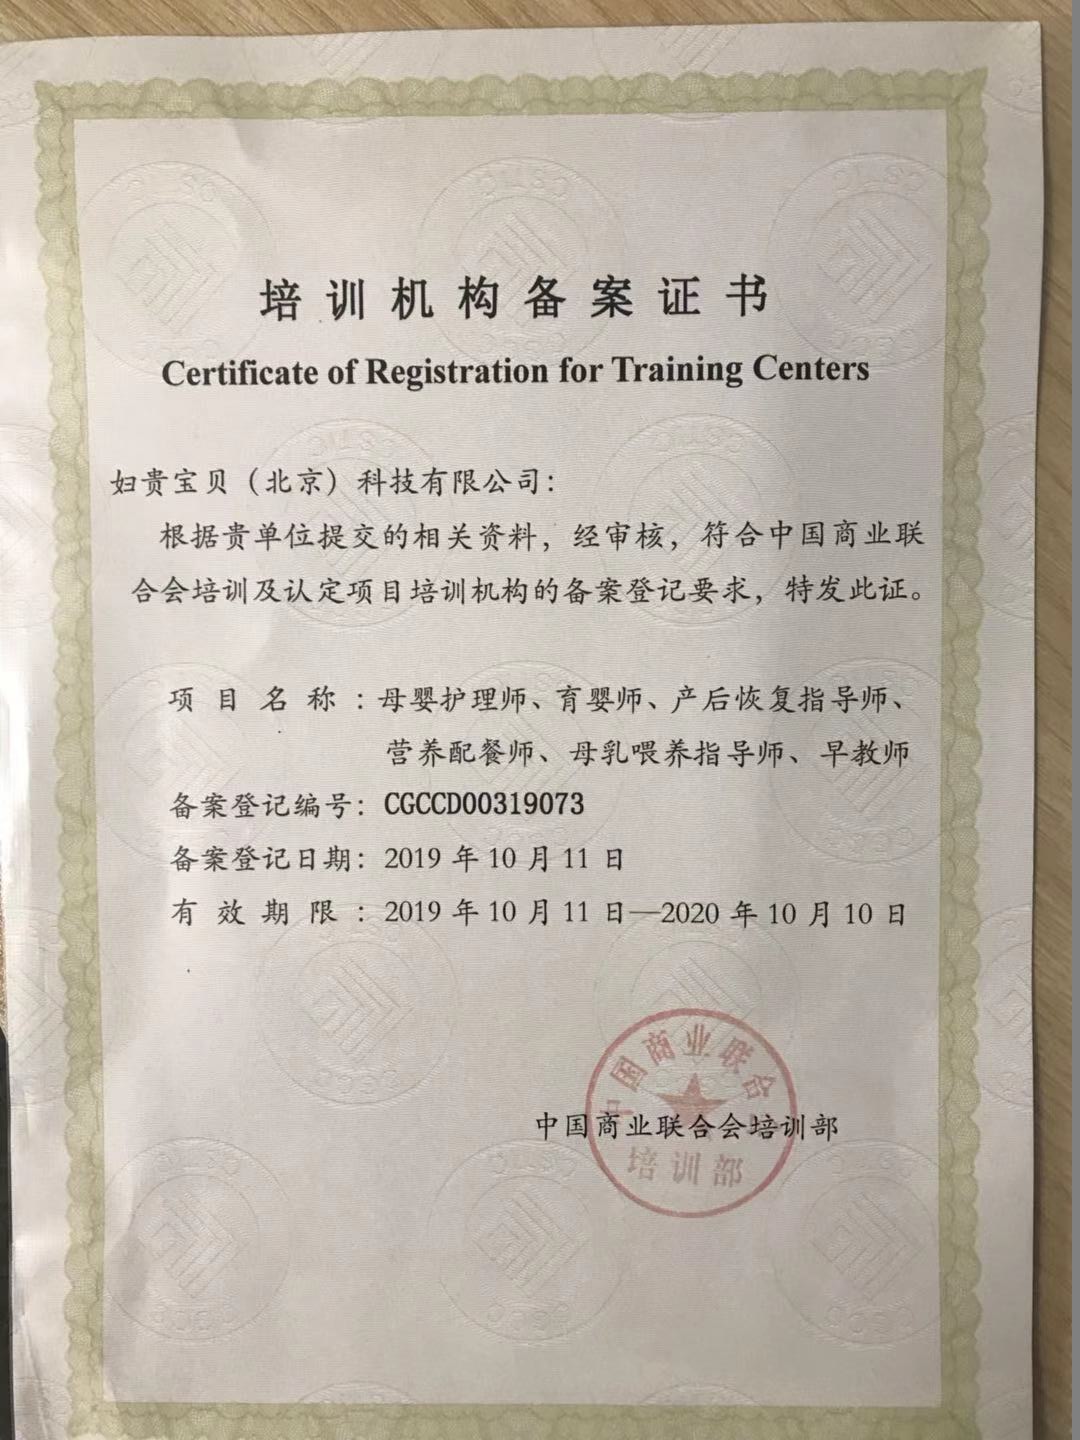 培训机构备案证书
Certificate of Registration for Training Centers
妇贵宝贝（北京）科技有限公司：
根据贵单位提交的相关资料，经审核，符合中国商业联
合会培训及认定项目培训机构的备案登记要求，特发此证。
项目名称：母婴护理师、育婴师、产后恢复指导师、
营养配餐师、母乳喂养指导师、早教师
备案登记编号：CGCCD00319073
备案登记日期：2019年10月11日
有效期限：2019年10月11日—2020年10月10日
中国商业联合
中国商业联合会培训部
培训部